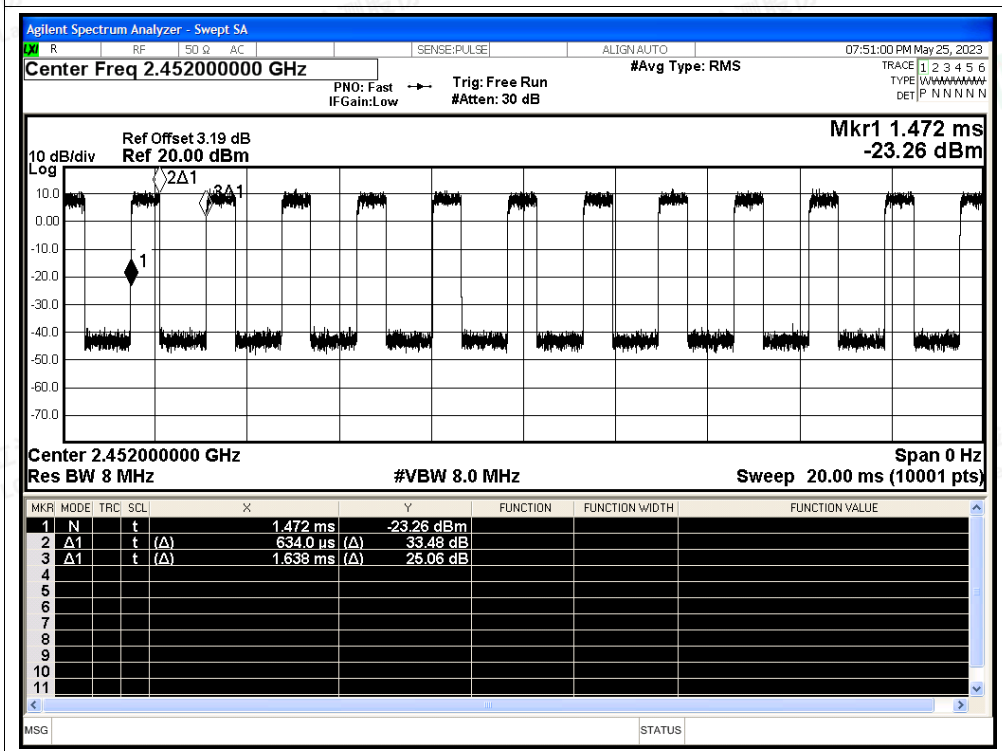 Agilent Spectrum Analyzer - Swept SA
LXI R RF 50 Ω AC SENSE:PULSE ALIGN AUTO 07:51:00 PM May 25, 2023
Center Freq 2.452000000 GHz #Avg Type: RMS TRACE 1 2 3 4 5 6
PNO: Fast Trig: Free Run TYPE WWWWWW
IFGain:Low #Atten: 30 dB DET P N N N N N
Mkr1 1.472 ms
Ref Offset 3.19 dB
10 dB/div Ref 20.00 dBm -23.26 dBm
Log
2Δ1
3Δ1
10.0
0.00
-10.0
1
-20.0
-30.0
-40.0
-50.0
-60.0
-70.0
Center 2.452000000 GHz Span 0 Hz
Res BW 8 MHz #VBW 8.0 MHz Sweep 20.00 ms (10001 pts)
MKR MODE TRC SCL X Y FUNCTION FUNCTION WIDTH FUNCTION VALUE
1 N t 1.472 ms -23.26 dBm
2 Δ1 t (Δ) 634.0 µs (Δ) 33.48 dB
3 Δ1 t (Δ) 1.638 ms (Δ) 25.06 dB
4
5
6
7
8
9
10
11
MSG STATUS